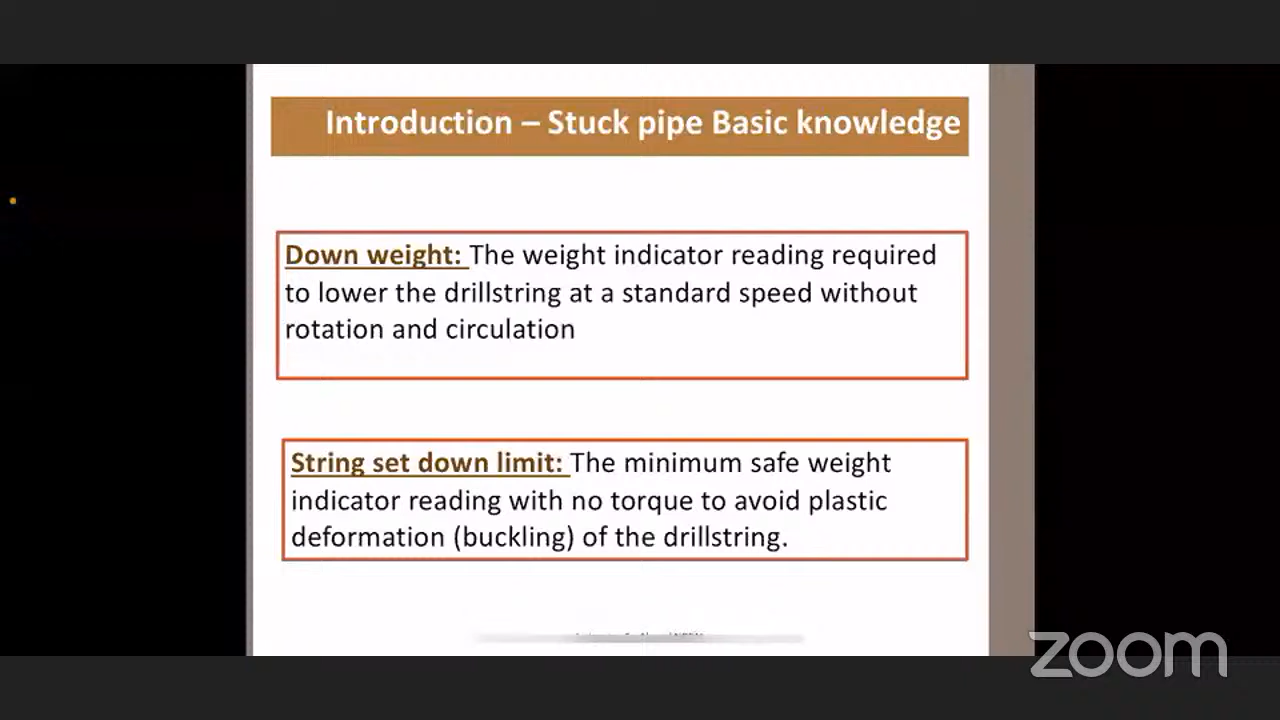 Introduction – Stuck pipe Basic knowledge
Down weight: The weight indicator reading required
to lower the drillstring at a standard speed without
rotation and circulation
String set down limit: The minimum safe weight
indicator reading with no torque to avoid plastic
deformation (buckling) of the drillstring.
zoom